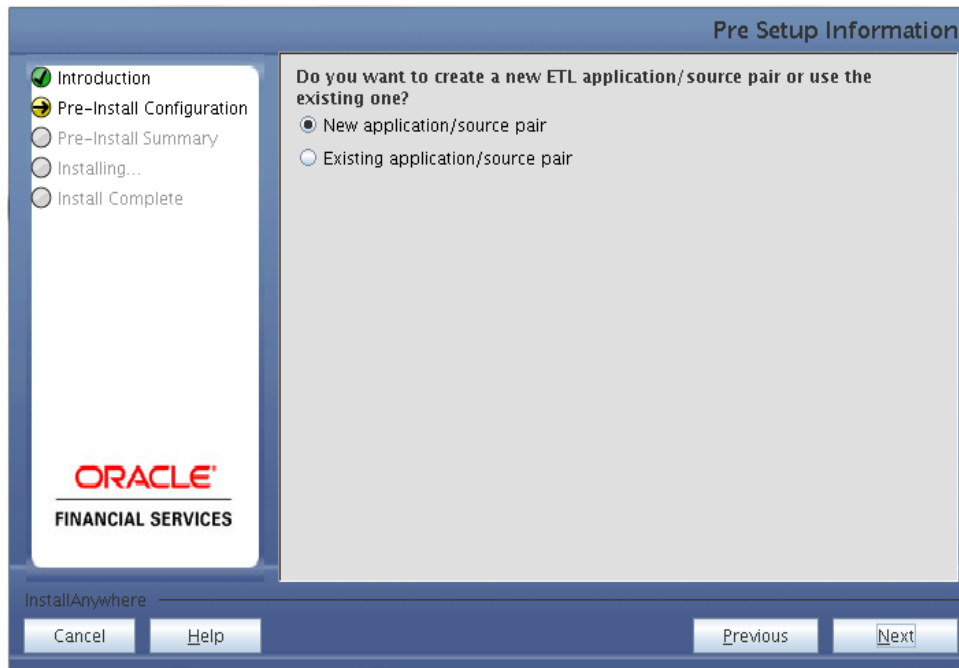 Pre Setup Information
Introduction
Pre-Install Configuration
Pre-Install Summary
Installing...
Install Complete
Do you want to create a new ETL application/source pair or use the
existing one?
New application/source pair
Existing application/source pair
ORACLE'
FINANCIAL SERVICES
InstallAnywhere
Cancel
Help
Previous
Next